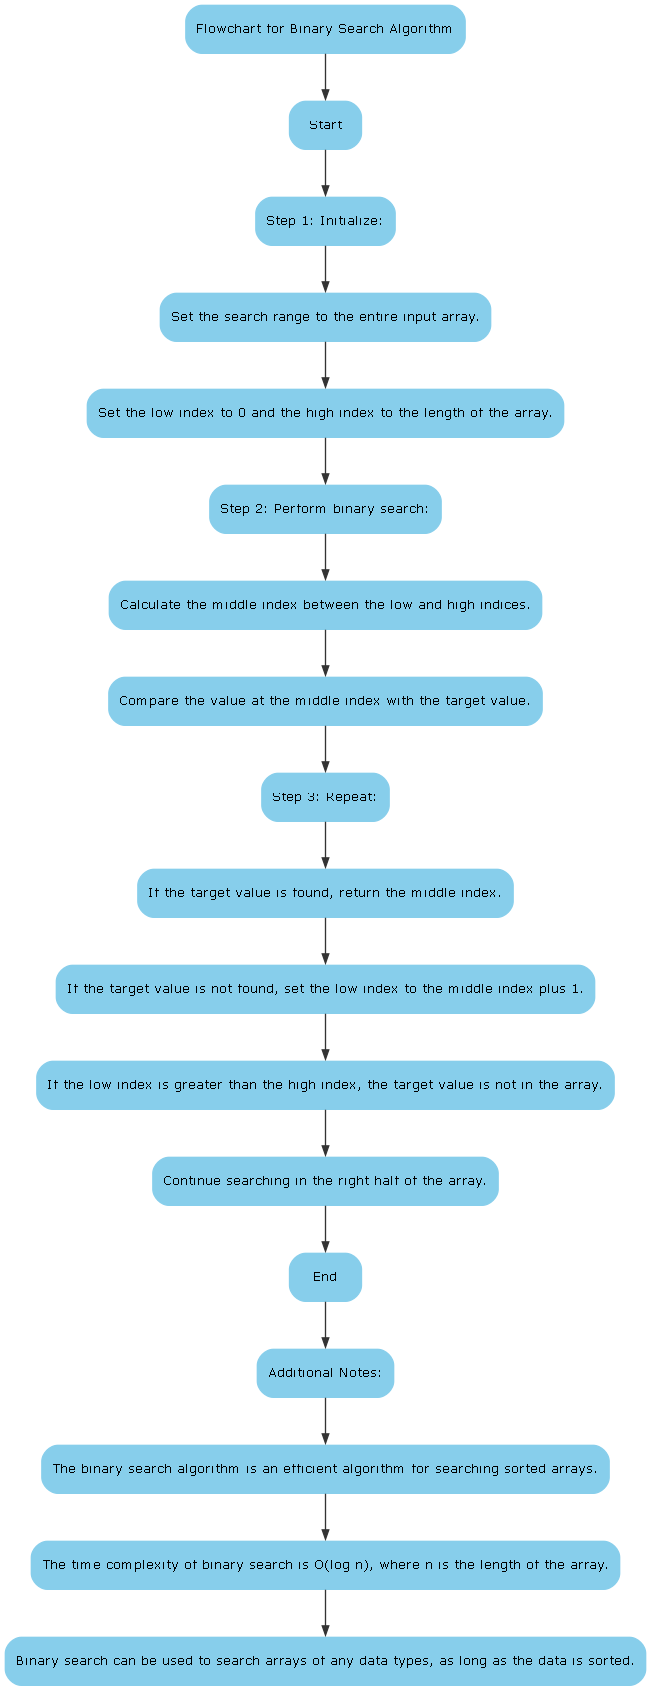 Flowchart for Binary Search Algorithm
Start
Step 1: Initialize:
Set the search range to the entire input array.
Set the low index to 0 and the high index to the length of the array.
Step 2: Perform binary search:
Calculate the middle index between the low and high indices.
Compare the value at the middle index with the target value.
Step 3: Repeat:
If the target value is found, return the middle index.
If the target value is not found, set the low index to the middle index plus 1.
If the low index is greater than the high index, the target value is not in the array.
Continue searching in the right half of the array.
End
Additional Notes:
The binary search algorithm is an efficient algorithm for searching sorted arrays.
The time complexity of binary search is O(log n), where n is the length of the array.
Binary search can be used to search arrays of any data types, as long as the data is sorted.